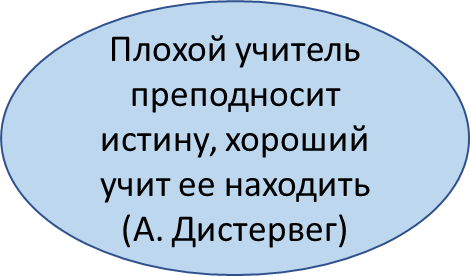 Плохой учитель
преподносит
истину, хороший
учит ее находить
(А. Дистервег)